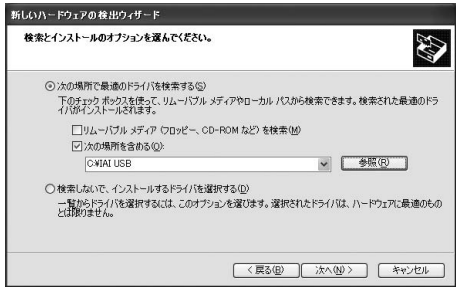 新しいハードウェアの検出ウィザード
検索とインストールのオプションを選んでください。
次の場所で最適のドライバを検索する(S)
下のチェック ボックスを使って、リムーバブル メディアやローカル パスから検索できます。検索された最適のドラ
イバがインストールされます。
リムーバブル メディア (フロッピー、CD-ROM など) を検索(M)
次の場所を含める(O):
C:¥IAI USB
参照(R)
検索しないで、インストールするドライバを選択する(D)
一覧からドライバを選択するには、このオプションを選びます。選択されたドライバは、ハードウェアに最適のもの
とは限りません。
< 戻る(B) 次へ(N) > キャンセル